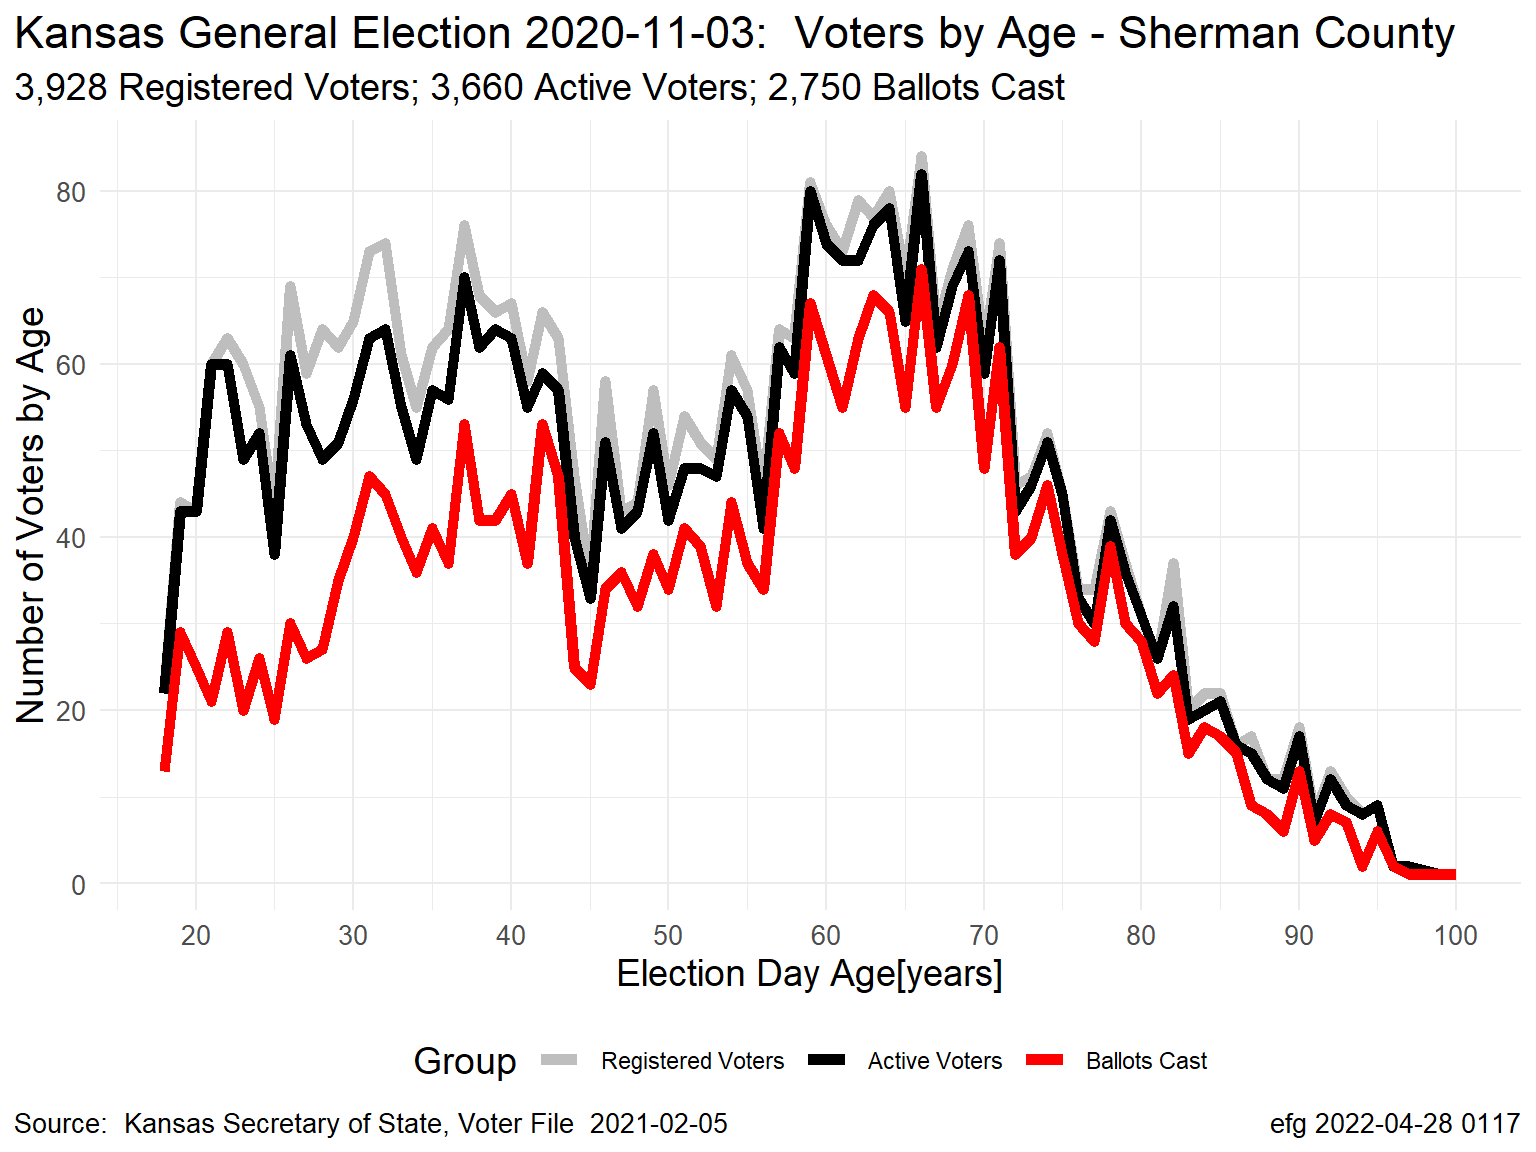 Kansas General Election 2020-11-03:  Voters by Age - Sherman County
3,928 Registered Voters; 3,660 Active Voters; 2,750 Ballots Cast
Number of Voters by Age
80
60
40
20
0
20 30 40 50 60 70 80 90 100
Election Day Age[years]
Group Registered Voters Active Voters Ballots Cast
Source:  Kansas Secretary of State, Voter File  2021-02-05 efg 2022-04-28 0117